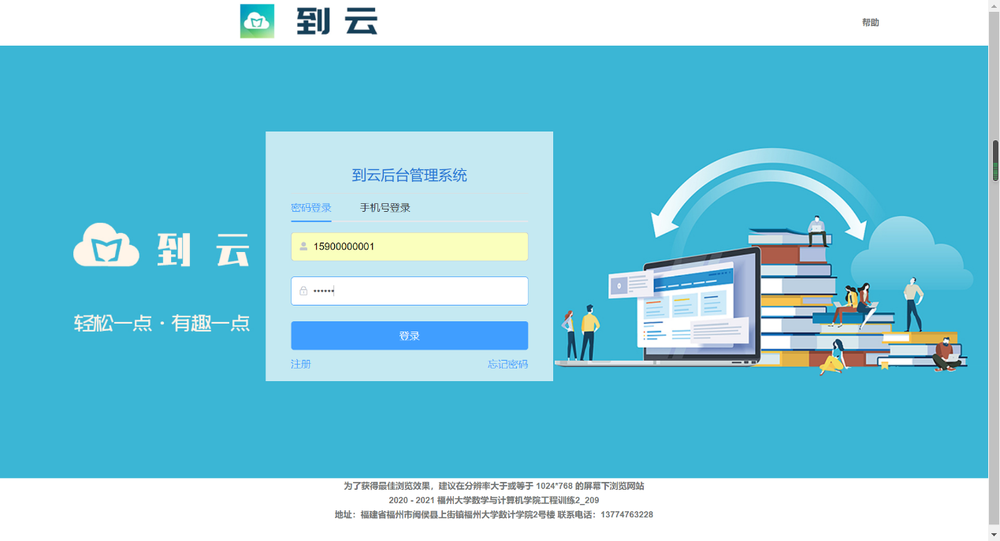 到云
帮助
到云后台管理系统
密码登录 手机号登录
15900000001
••••••
登录
注册 忘记密码
到云
轻松一点·有趣一点
为了获得最佳浏览效果，建议在分辨率大于或等于 1024*768 的屏幕下浏览网站
2020 - 2021 福州大学数学与计算机学院工程训练2_209
地址：福建省福州市闽侯县上街镇福州大学数计学院2号楼 联系电话：13774763228